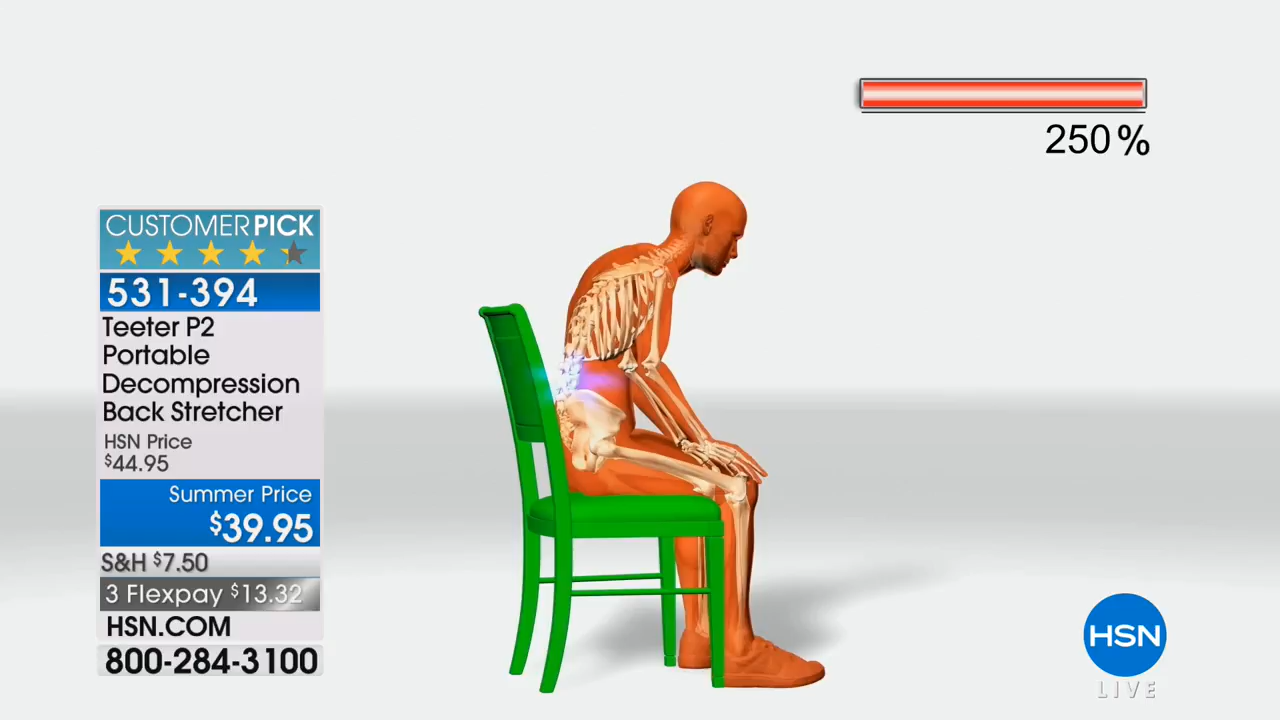 250%
CUSTOMER PICK
531-394
Teeter P2
Portable
Decompression
Back Stretcher
HSN Price
$44.95
Summer Price
$39.95
S&H $7.50
3 Flexpay $13.32
HSN.COM
800-284-3100
HSN
LIVE